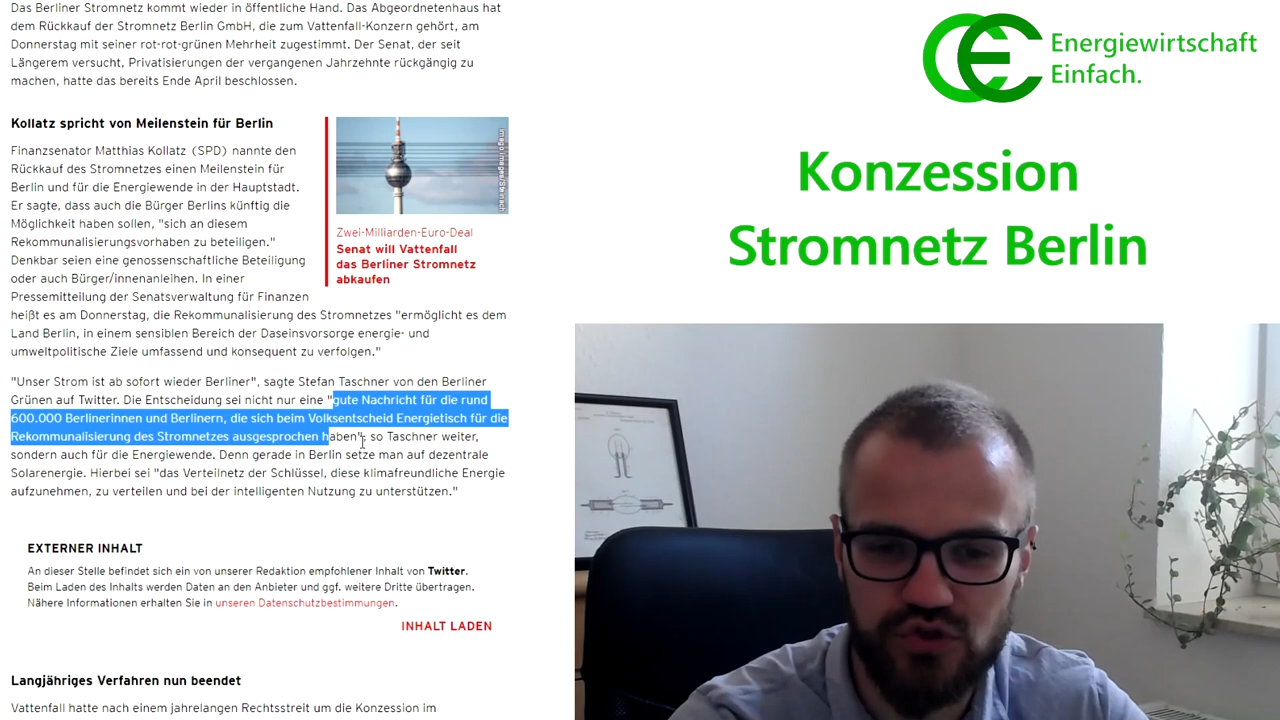 Das Berliner Stromnetz kommt wieder in öffentliche Hand. Das Abgeordnetenhaus hat
dem Rückkauf der Stromnetz Berlin GmbH, die zum Vattenfall-Konzern gehört, am
Donnerstag mit seiner rot-rot-grünen Mehrheit zugestimmt. Der Senat, der seit
Längerem versucht, Privatisierungen der vergangenen Jahrzehnte rückgängig zu
machen, hatte das bereits Ende April beschlossen.
Kollatz spricht von Meilenstein für Berlin
Finanzsenator Matthias Kollatz (SPD) nannte den
Rückkauf des Stromnetzes einen Meilenstein für
Berlin und für die Energiewende in der Hauptstadt.
Er sagte, dass auch die Bürger Berlins künftig die
Möglichkeit haben sollen, "sich an diesem
Rekommunalisierungsvorhaben zu beteiligen."
Denkbar seien eine genossenschaftliche Beteiligung
oder auch Bürger/innenanleihen. In einer
Pressemitteilung der Senatsverwaltung für Finanzen
heißt es am Donnerstag, die Rekommunalisierung des Stromnetzes "ermöglicht es dem
Land Berlin, in einem sensiblen Bereich der Daseinsvorsorge energie- und
umweltpolitische Ziele umfassend und konsequent zu verfolgen."
imago images/Steinach
Zwei-Milliarden-Euro-Deal
Senat will Vattenfall
das Berliner Stromnetz
abkaufen
"Unser Strom ist ab sofort wieder Berliner", sagte Stefan Taschner von den Berliner
Grünen auf Twitter. Die Entscheidung sei nicht nur eine "gute Nachricht für die rund
600.000 Berlinerinnen und Berlinern, die sich beim Volksentscheid Energietisch für die
Rekommunalisierung des Stromnetzes ausgesprochen haben", so Taschner weiter,
sondern auch für die Energiewende. Denn gerade in Berlin setze man auf dezentrale
Solarenergie. Hierbei sei "das Verteilnetz der Schlüssel, diese klimafreundliche Energie
aufzunehmen, zu verteilen und bei der intelligenten Nutzung zu unterstützen."
EXTERNER INHALT
An dieser Stelle befindet sich ein von unserer Redaktion empfohlener Inhalt von Twitter.
Beim Laden des Inhalts werden Daten an den Anbieter und ggf. weitere Dritte übertragen.
Nähere Informationen erhalten Sie in unseren Datenschutzbestimmungen.
INHALT LADEN
Langjähriges Verfahren nun beendet
Vattenfall hatte nach einem jahrelangen Rechtsstreit um die Konzession im
Energiewirtschaft
Einfach.
Konzession
Stromnetz Berlin